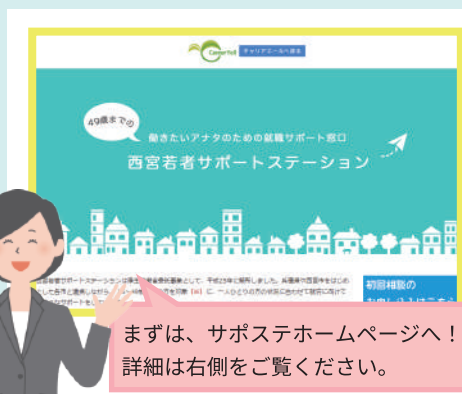 Career Yell キャリアエールへ戻る
49歳までの
働きたいアナタのための就職サポート窓口
西宮若者サポートステーション
初回相談の
まずは、サポステホームページへ！
詳細は右側をご覧ください。